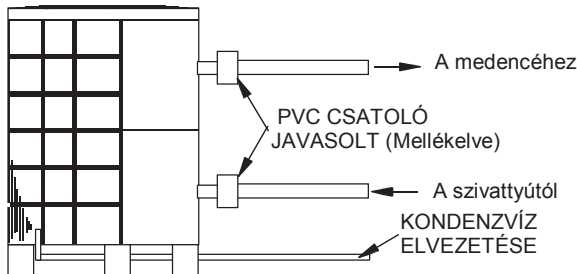 A medencéhez
PVC CSATOLÓ
JAVASOLT (Mellékelve)
A szivattyútól
KONDENZVÍZ
ELVEZETÉSE